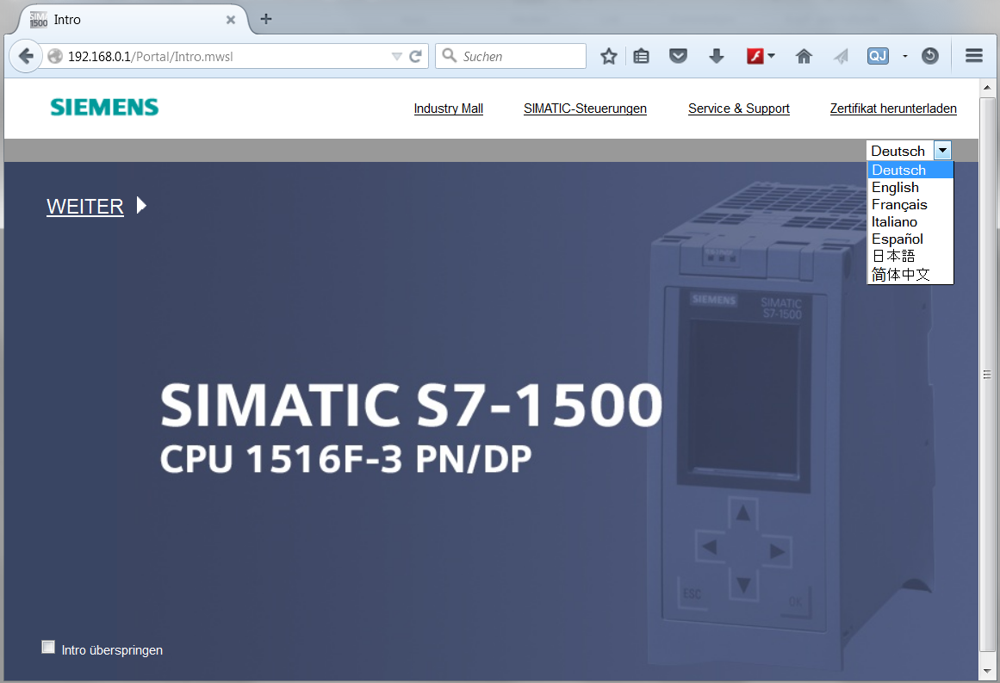 SIM 1500 Intro
192.168.0.1/Portal/Intro.mwsl Suchen QJ
SIEMENS Industry Mall SIMATIC-Steuerungen Service & Support Zertifikat herunterladen
Deutsch
Deutsch
English
Français
Italiano
Español
日本語
简体中文
WEITER
SIEMENS SIMATIC
S7-1500
SIMATIC S7-1500
CPU 1516F-3 PN/DP
ESC OK
Intro überspringen